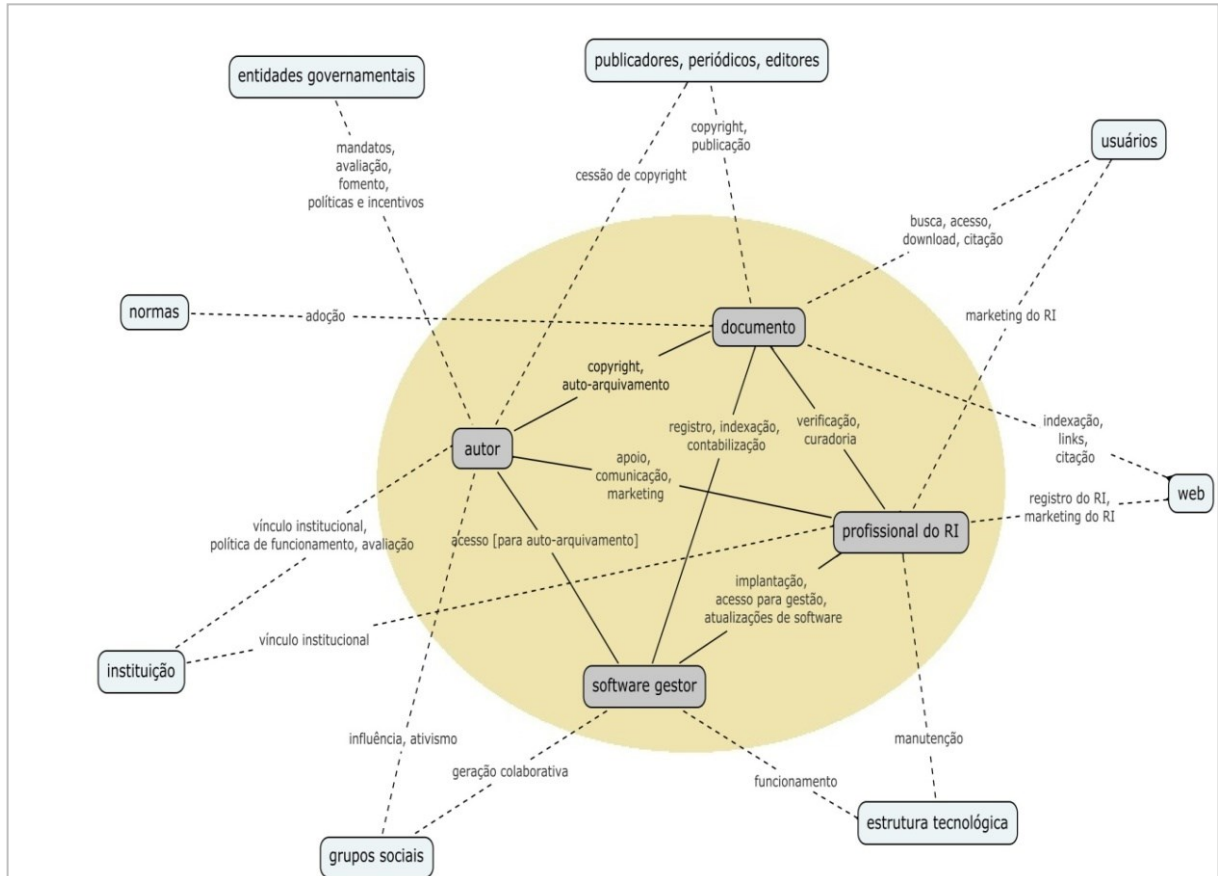 publicadores, periódicos, editores
entidades governamentais
usuários
mandatos,
avaliação,
fomento,
políticas e incentivos
copyright,
publicação
cessão de copyright
busca, acesso,
download, citação
normas
adoção
documento
marketing do RI
copyright,
auto-arquivamento
registro, indexação,
contabilização
verificação,
curadoria
indexação,
links,
citação
autor
apoio,
comunicação,
marketing
web
registro do RI,
marketing do RI
vínculo institucional,
política de funcionamento, avaliação
acesso [para auto-arquivamento]
profissional do RI
implantação,
acesso para gestão,
atualizações de software
vínculo institucional
instituição
software gestor
influência, ativismo
geração colaborativa
manutenção
funcionamento
estrutura tecnológica
grupos sociais